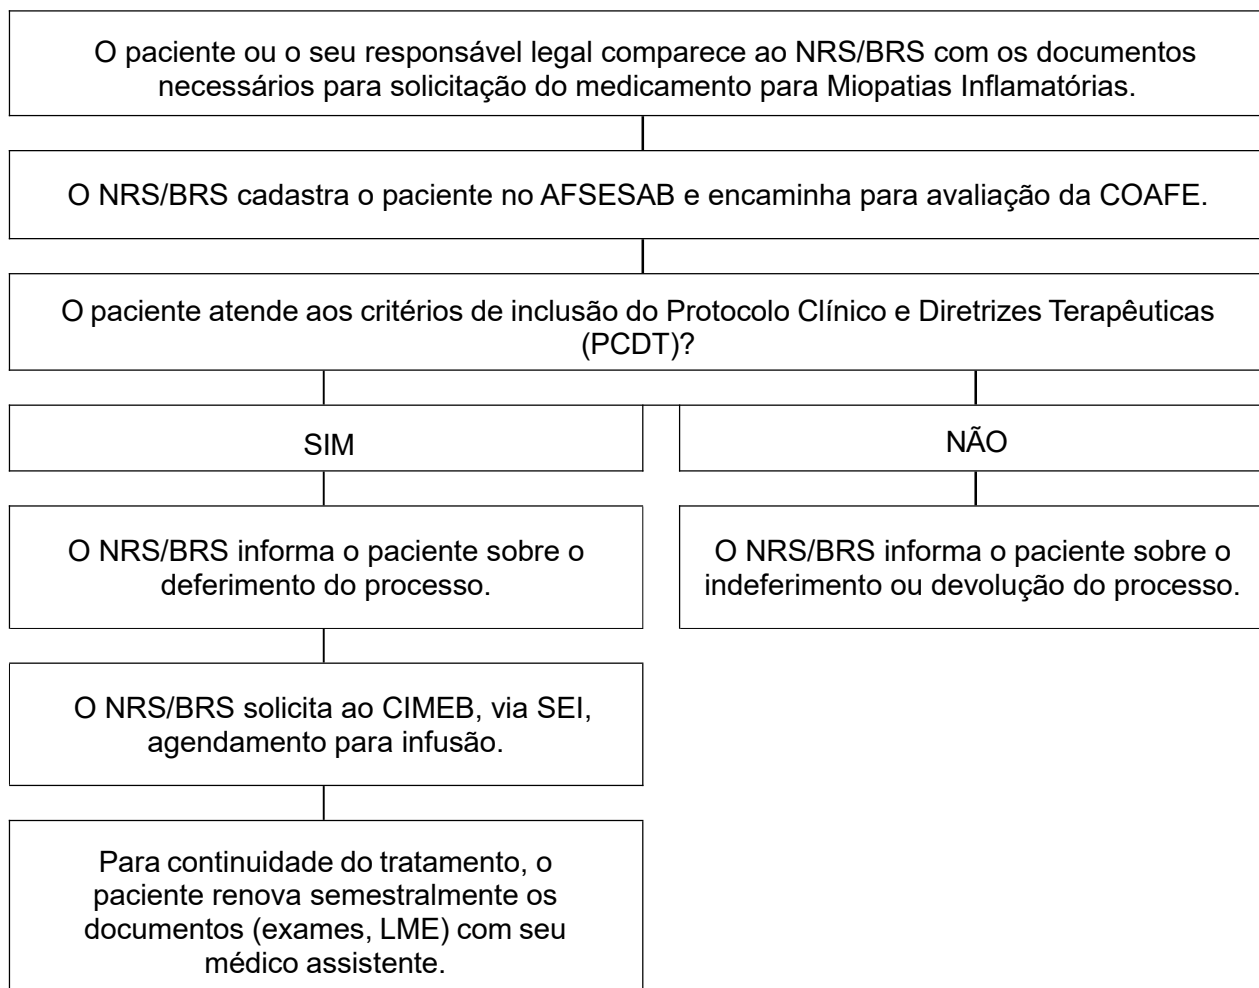 O paciente ou o seu responsável legal comparece ao NRS/BRS com os documentos
necessários para solicitação do medicamento para Miopatias Inflamatórias.
O NRS/BRS cadastra o paciente no AFSESAB e encaminha para avaliação da COAFE.
O paciente atende aos critérios de inclusão do Protocolo Clínico e Diretrizes Terapêuticas
(PCDT)?
SIM
NÃO
O NRS/BRS informa o paciente sobre o
deferimento do processo.
O NRS/BRS informa o paciente sobre o
indeferimento ou devolução do processo.
O NRS/BRS solicita ao CIMEB, via SEI,
agendamento para infusão.
Para continuidade do tratamento, o
paciente renova semestralmente os
documentos (exames, LME) com seu
médico assistente.